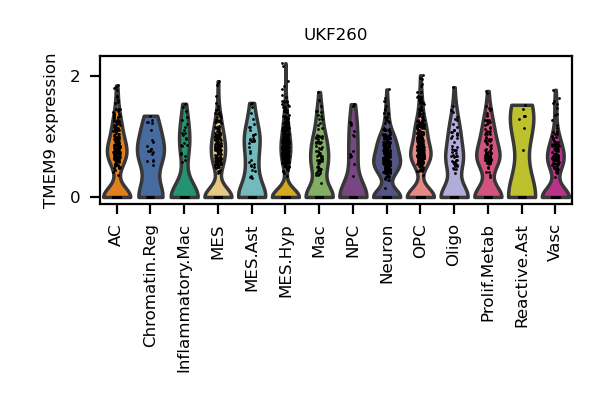 UKF260
TMEM9 expression
2
0
AC
Chromatin.Reg
Inflammatory.Mac
MES
MES.Ast
MES.Hyp
Mac
NPC
Neuron
OPC
Oligo
Prolif.Metab
Reactive.Ast
Vasc